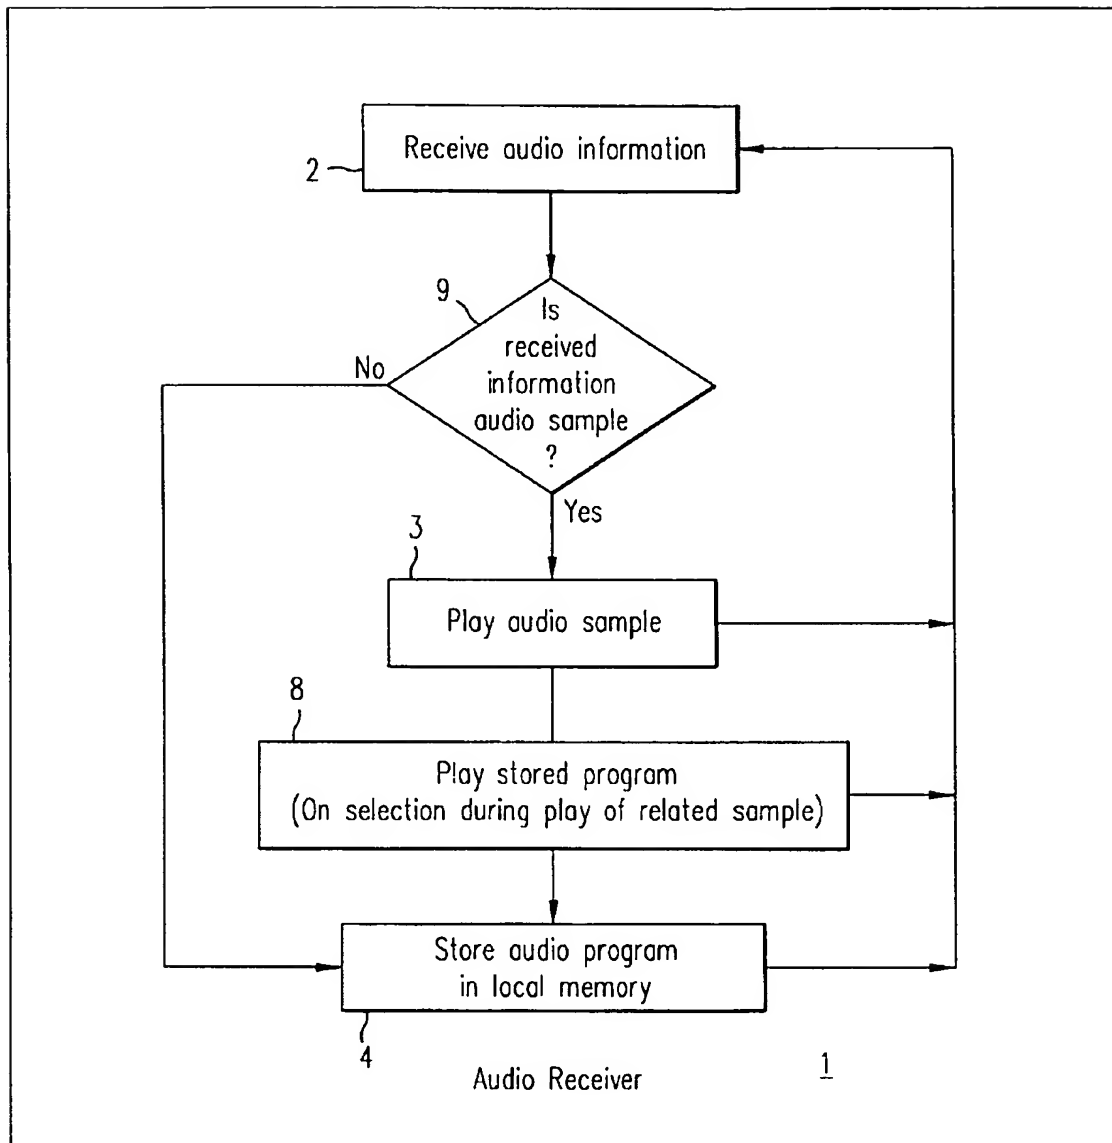 Receive audio information
2
9
Is
received
information
audio sample
?
No
Yes
3
Play audio sample
8
Play stored program
(On selection during play of related sample)
Store audio program
in local memory
4
Audio Receiver
1